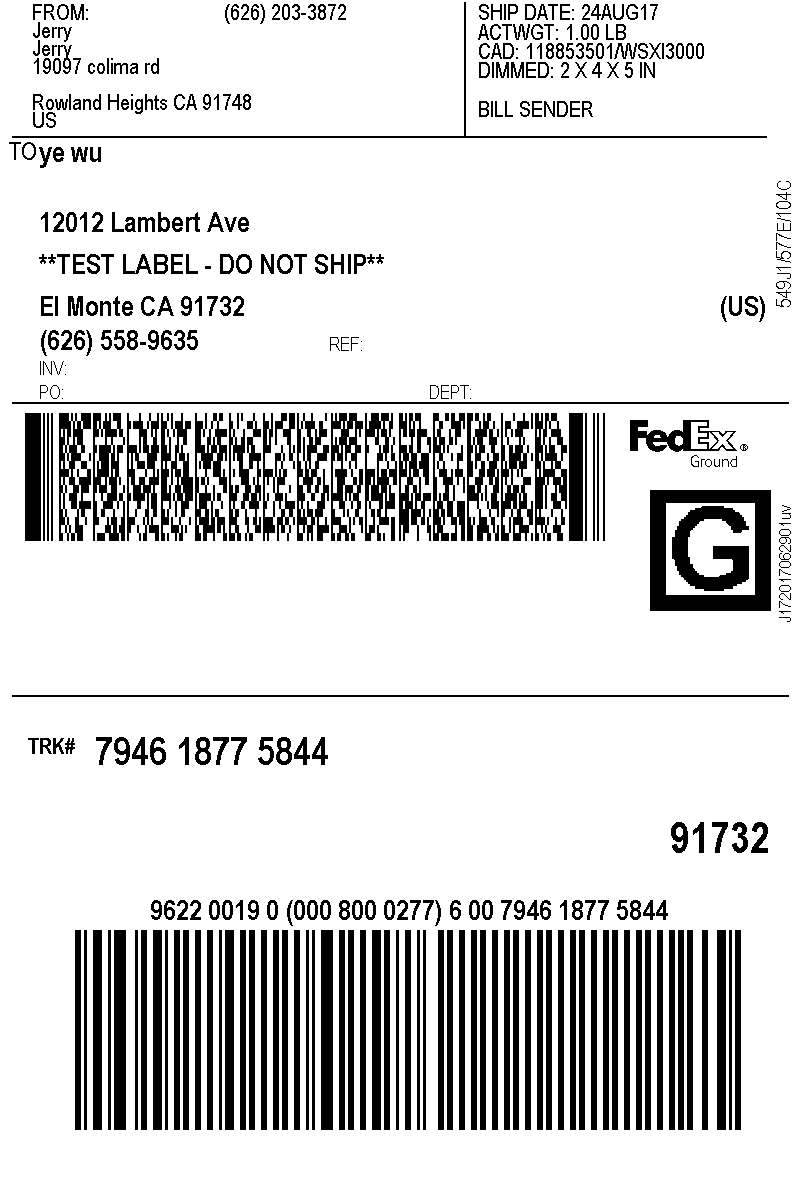 FROM: (626) 203-3872
Jerry
Jerry
19097 colima rd
Rowland Heights CA 91748
US
SHIP DATE: 24AUG17
ACTWGT: 1.00 LB
CAD: 118853501/WSXI3000
DIMMED: 2 X 4 X 5 IN
BILL SENDER
TO ye wu
12012 Lambert Ave
**TEST LABEL - DO NOT SHIP**
El Monte CA 91732 (US)
(626) 558-9635 REF:
INV:
PO: DEPT:
549J1/577E/104C
FedEx®
Ground
G
J172017062901uv
TRK# 7946 1877 5844
91732
9622 0019 0 (000 800 0277) 6 00 7946 1877 5844